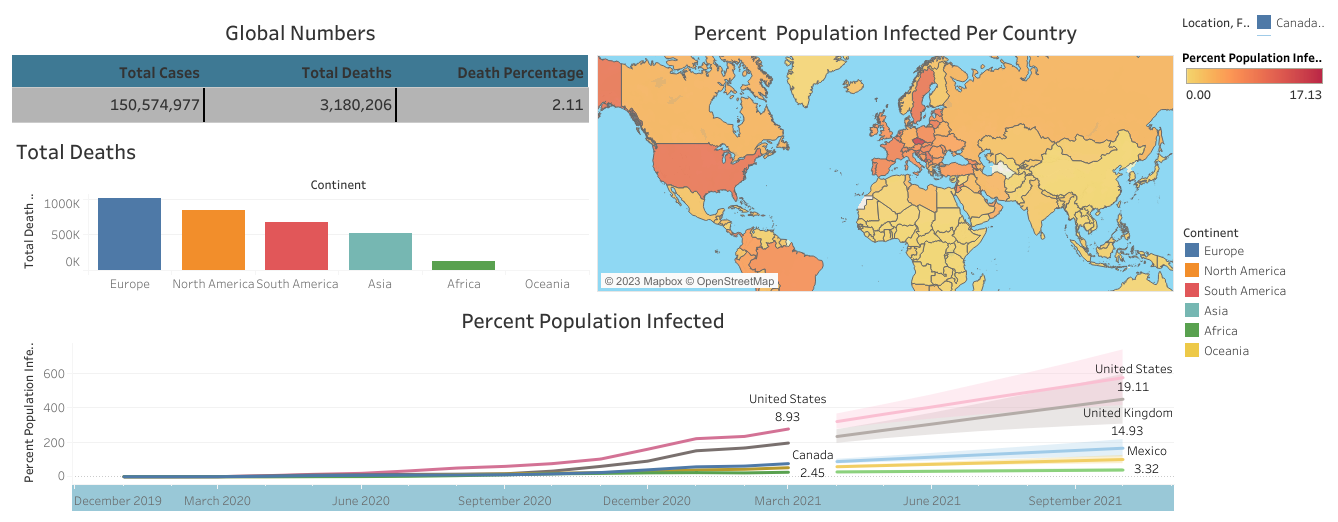 Global Numbers
Total Cases Total Deaths Death Percentage
150,574,977 3,180,206 2.11
Total Deaths
Continent
Total Death ..
1000K
500K
0K
Europe North America South America Asia Africa Oceania
Percent Population Infected Per Country
© 2023 Mapbox © OpenStreetMap
Location, F.. Canada..
Percent Population Infe..
0.00 17.13
Continent
Europe
North America
South America
Asia
Africa
Oceania
Percent Population Infected
Percent Population Infe..
600
400
200
0
United States
8.93
Canada
2.45
United States
19.11
United Kingdom
14.93
Mexico
3.32
December 2019 March 2020 June 2020 September 2020 December 2020 March 2021 June 2021 September 2021